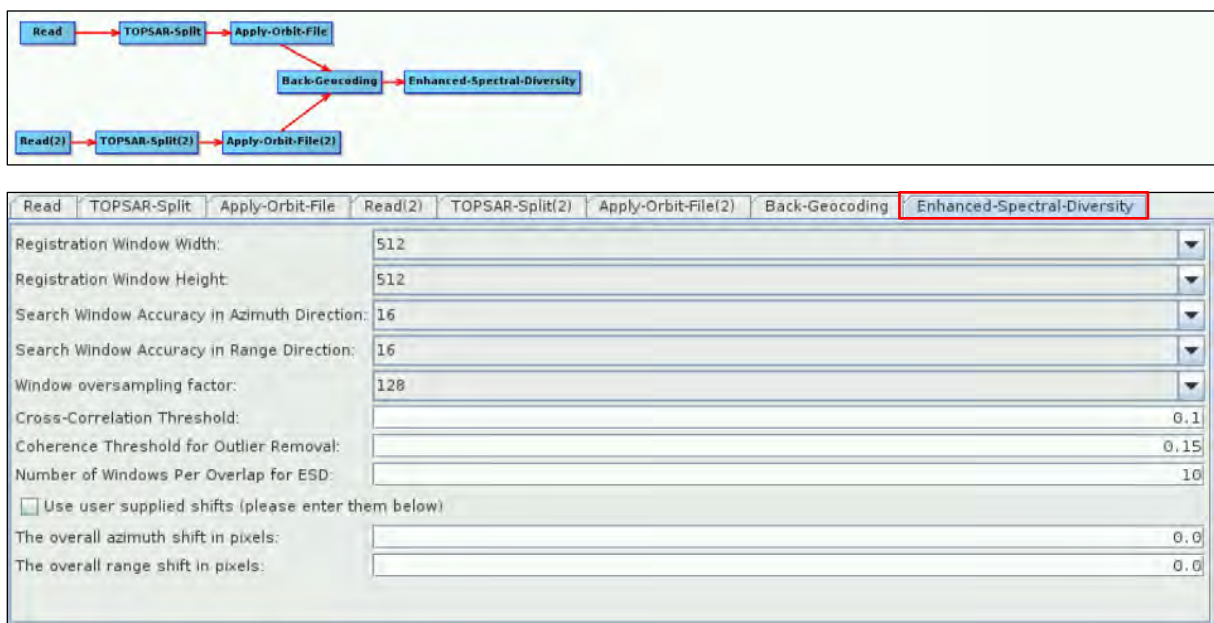 Read TOPSAR-Split Apply-Orbit-File
Back-Geocoding Enhanced-Spectral-Diversity
Read(2) TOPSAR-Split(2) Apply-Orbit-File(2)
Read TOPSAR-Split Apply-Orbit-File Read(2) TOPSAR-Split(2) Apply-Orbit-File(2) Back-Geocoding Enhanced-Spectral-Diversity
Registration Window Width: 512
Registration Window Height: 512
Search Window Accuracy in Azimuth Direction: 16
Search Window Accuracy in Range Direction: 16
Window oversampling factor: 128
Cross-Correlation Threshold: 0.1
Coherence Threshold for Outlier Removal: 0.15
Number of Windows Per Overlap for ESD: 10
Use user supplied shifts (please enter them below)
The overall azimuth shift in pixels: 0.0
The overall range shift in pixels: 0.0